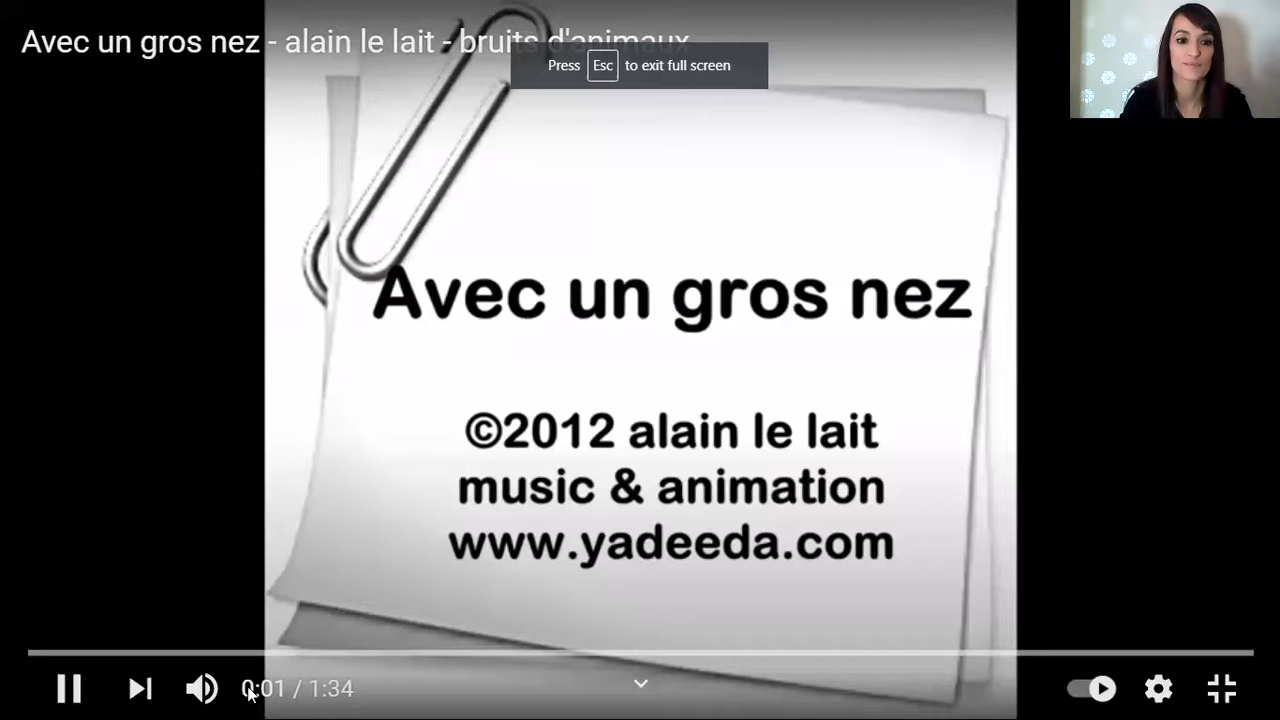 Avec un gros nez - alain le lait - bruits d'animaux
Press Esc to exit full screen
Avec un gros nez
©2012 alain le lait
music & animation
www.yadeeda.com
0:01 / 1:34